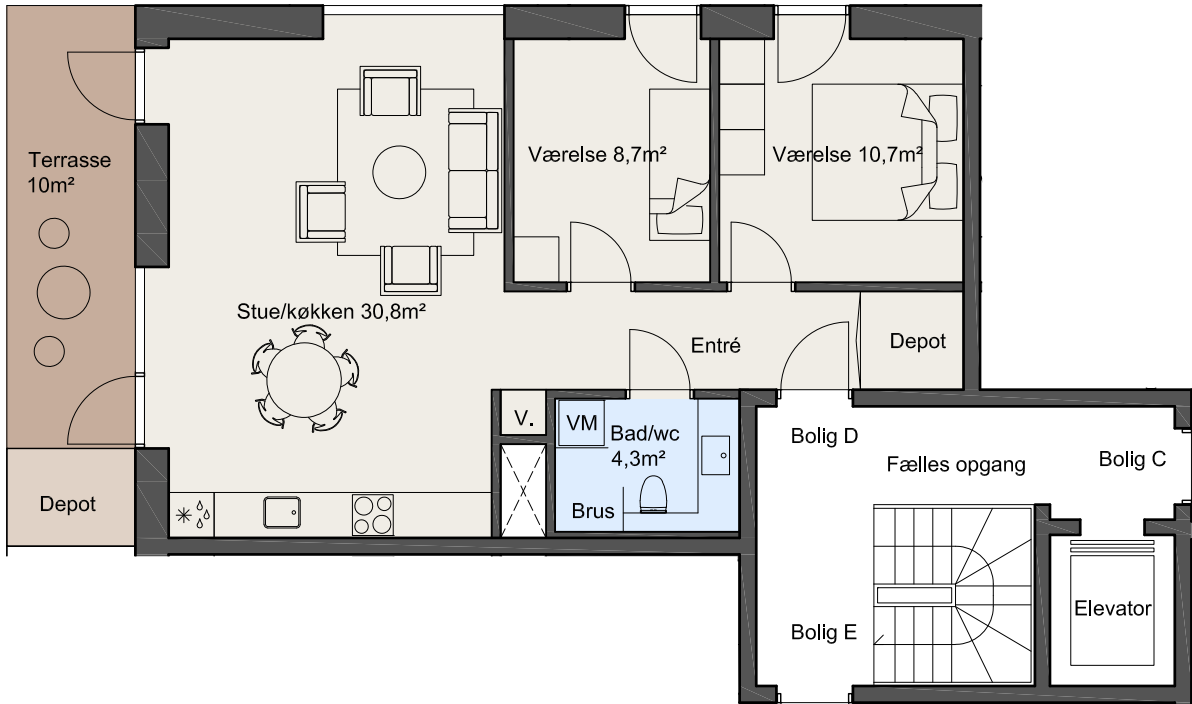 Terrasse
10m²
Værelse 8,7m²
Værelse 10,7m²
Stue/køkken 30,8m²
Entré
Depot
V.
VM
Bad/wc
4,3m²
Brus
Depot
Bolig D
Fælles opgang
Bolig C
Bolig E
Elevator